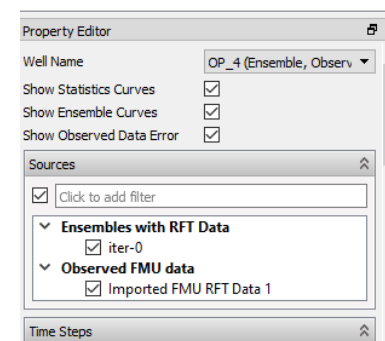 Property Editor
Well Name OP_4 (Ensemble, Observ
Show Statistics Curves
Show Ensemble Curves
Show Observed Data Error
Sources
Click to add filter
Ensembles with RFT Data
iter-0
Observed FMU data
Imported FMU RFT Data 1
Time Steps